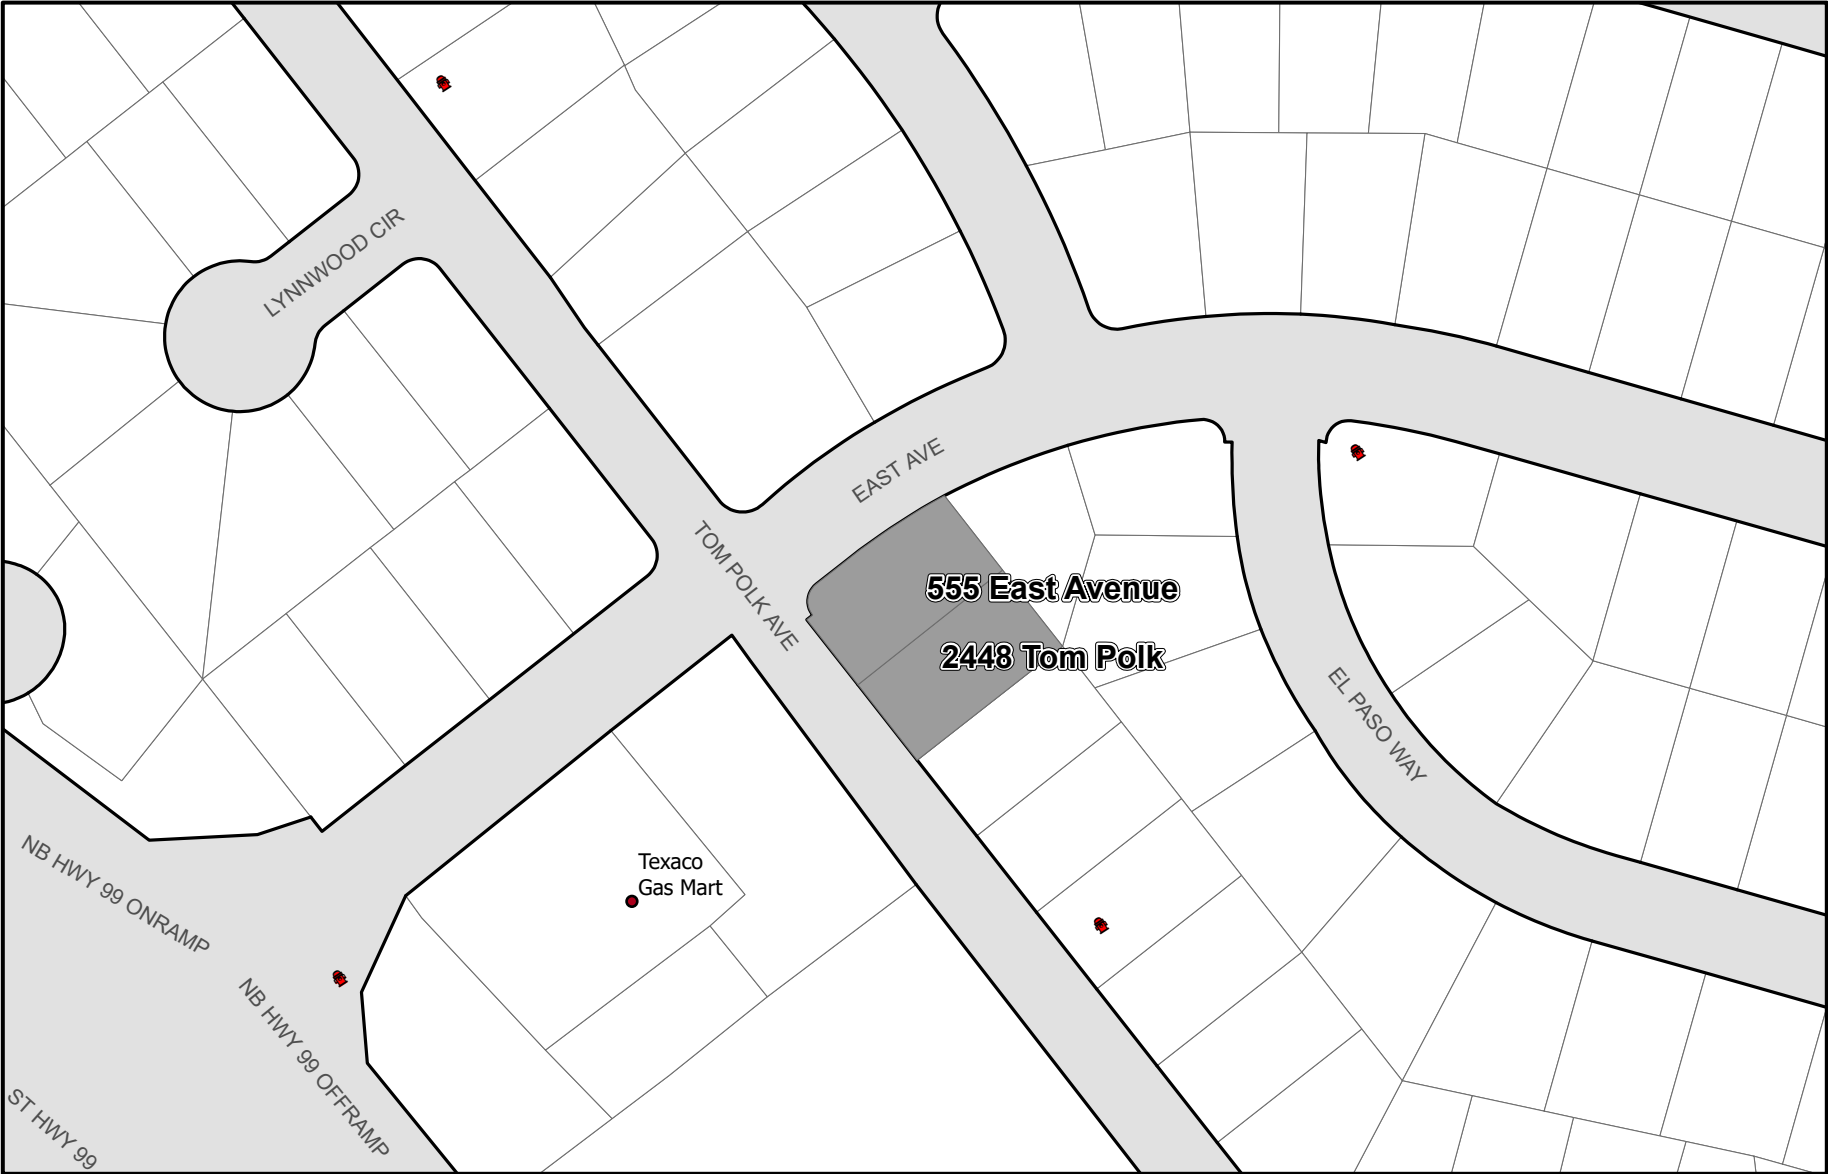 LYNNWOOD CIR
EAST AVE
TOM POLK AVE
555 East Avenue
2448 Tom Polk
EL PASO WAY
Texaco
Gas Mart
NB HWY 99 ONRAMP
NB HWY 99 OFFRAMP
ST HWY 99